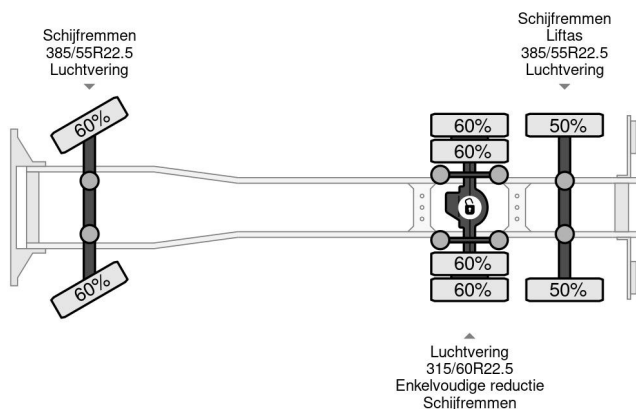 Schijfremmen
385/55R22.5
Luchtvering
Schijfremmen
Liftas
385/55R22.5
Luchtvering
60%
60%
50%
60%
60%
60%
60%
50%
Luchtvering
315/60R22.5
Enkelvoudige reductie
Schijfremmen